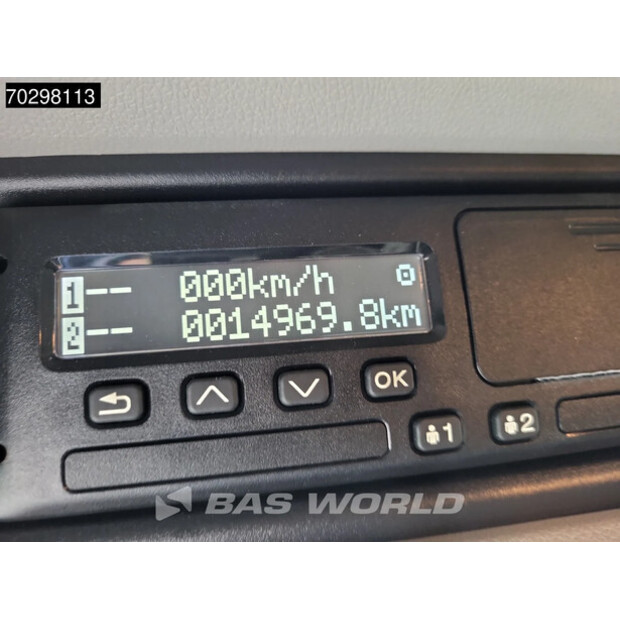 70298113
1-- 000km/h
2-- 0014969.8km
OK
1 2
BAS WORLD